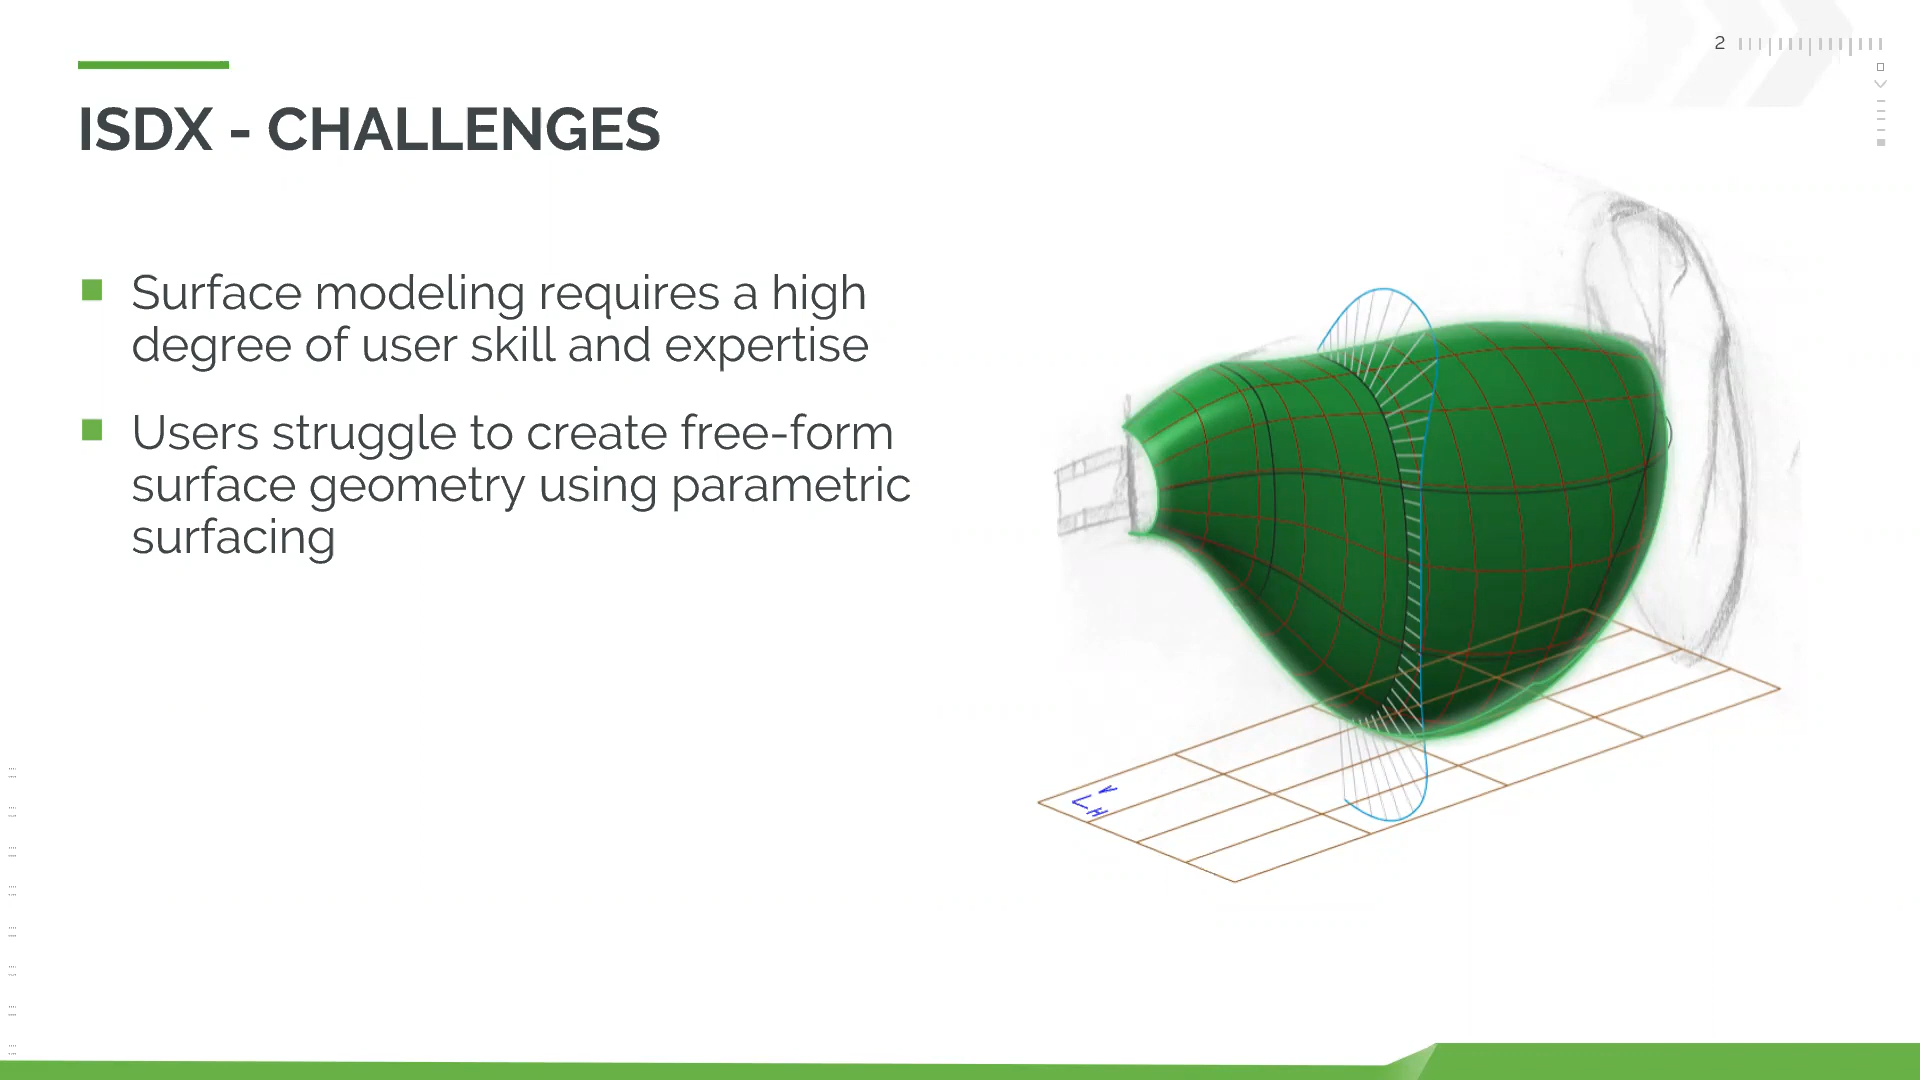 2
ISDX - CHALLENGES
Surface modeling requires a high
degree of user skill and expertise
Users struggle to create free-form
surface geometry using parametric
surfacing
V
H